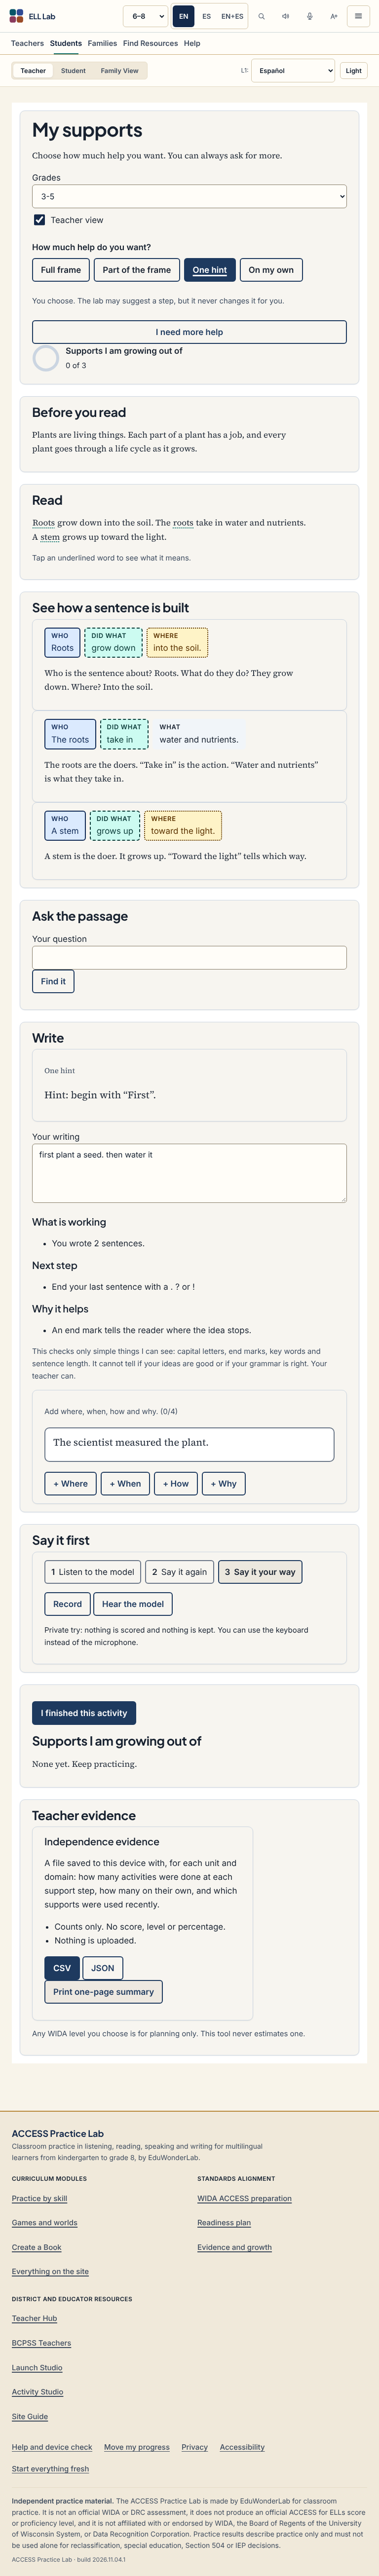 ELL Lab
6–8
EN
ES
EN+ES
A
Teachers Students Families Find Resources Help
Teacher Student Family View
L1:
Español
Light
My supports
Choose how much help you want. You can always ask for more.
Grades
3-5
Teacher view
How much help do you want?
Full frame
Part of the frame
One hint
On my own
You choose. The lab may suggest a step, but it never changes it for you.
I need more help
Supports I am growing out of
0 of 3
Before you read
Plants are living things. Each part of a plant has a job, and every
plant goes through a life cycle as it grows.
Read
Roots grow down into the soil. The roots take in water and nutrients.
A stem grows up toward the light.
Tap an underlined word to see what it means.
See how a sentence is built
WHO DID WHAT WHERE
Roots grow down into the soil.
Who is the sentence about? Roots. What do they do? They grow
down. Where? Into the soil.
WHO DID WHAT WHAT
The roots take in water and nutrients.
The roots are the doers. “Take in” is the action. “Water and nutrients”
is what they take in.
WHO DID WHAT WHERE
A stem grows up toward the light.
A stem is the doer. It grows up. “Toward the light” tells which way.
Ask the passage
Your question
Find it
Write
One hint
Hint: begin with “First”.
Your writing
first plant a seed. then water it
What is working
• You wrote 2 sentences.
Next step
• End your last sentence with a . ? or !
Why it helps
• An end mark tells the reader where the idea stops.
This checks only simple things I can see: capital letters, end marks, key words and
sentence length. It cannot tell if your ideas are good or if your grammar is right. Your
teacher can.
Add where, when, how and why. (0/4)
The scientist measured the plant.
+ Where
+ When
+ How
+ Why
Say it first
1 Listen to the model
2 Say it again
3 Say it your way
Record
Hear the model
Private try: nothing is scored and nothing is kept. You can use the keyboard
instead of the microphone.
I finished this activity
Supports I am growing out of
None yet. Keep practicing.
Teacher evidence
Independence evidence
A file saved to this device with, for each unit and
domain: how many activities were done at each
support step, how many on their own, and which
supports were used recently.
• Counts only. No score, level or percentage.
• Nothing is uploaded.
CSV
JSON
Print one-page summary
Any WIDA level you choose is for planning only. This tool never estimates one.
ACCESS Practice Lab
Classroom practice in listening, reading, speaking and writing for multilingual
learners from kindergarten to grade 8, by EduWonderLab.
CURRICULUM MODULES
Practice by skill
Games and worlds
Create a Book
Everything on the site
STANDARDS ALIGNMENT
WIDA ACCESS preparation
Readiness plan
Evidence and growth
DISTRICT AND EDUCATOR RESOURCES
Teacher Hub
BCPSS Teachers
Launch Studio
Activity Studio
Site Guide
Help and device check Move my progress Privacy Accessibility
Start everything fresh
Independent practice material. The ACCESS Practice Lab is made by EduWonderLab for classroom
practice. It is not an official WIDA or DRC assessment, it does not produce an official ACCESS for ELLs score
or proficiency level, and it is not affiliated with or endorsed by WIDA, the Board of Regents of the University
of Wisconsin System, or Data Recognition Corporation. Practice results describe practice only and must not
be used alone for reclassification, special education, Section 504 or IEP decisions.
ACCESS Practice Lab · build 2026.11.04.1